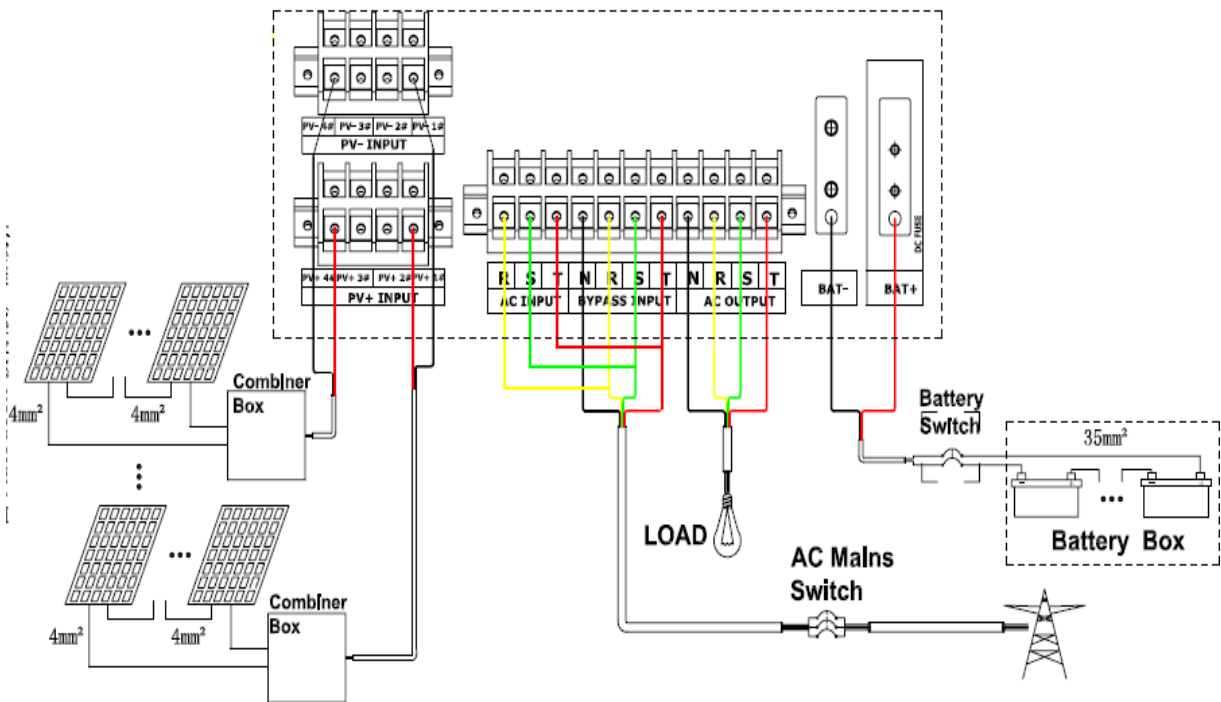 PV- 4# PV- 3# PV- 2# PV- 1#
PV- INPUT
PV+ 4# PV+ 3# PV+ 2# PV+ 1#
PV+ INPUT
R S T N R S T N R S T
AC INPUT BYPASS INPUT AC OUTPUT
BAT-
DC FUSE
BAT+
Combiner
Box
4mm²
4mm²
Combiner
Box
4mm²
4mm²
LOAD
Battery
Switch
35mm²
Battery Box
AC Mains
Switch